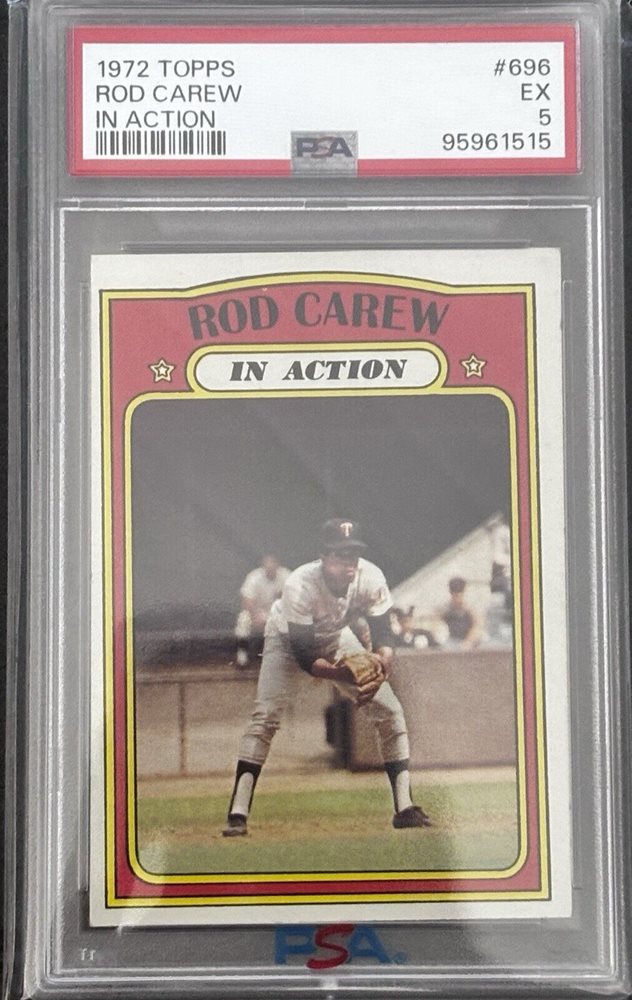 1972 TOPPS #696
ROD CAREW EX
IN ACTION 5
PSA 95961515
ROD CAREW
IN ACTION
T
PSA